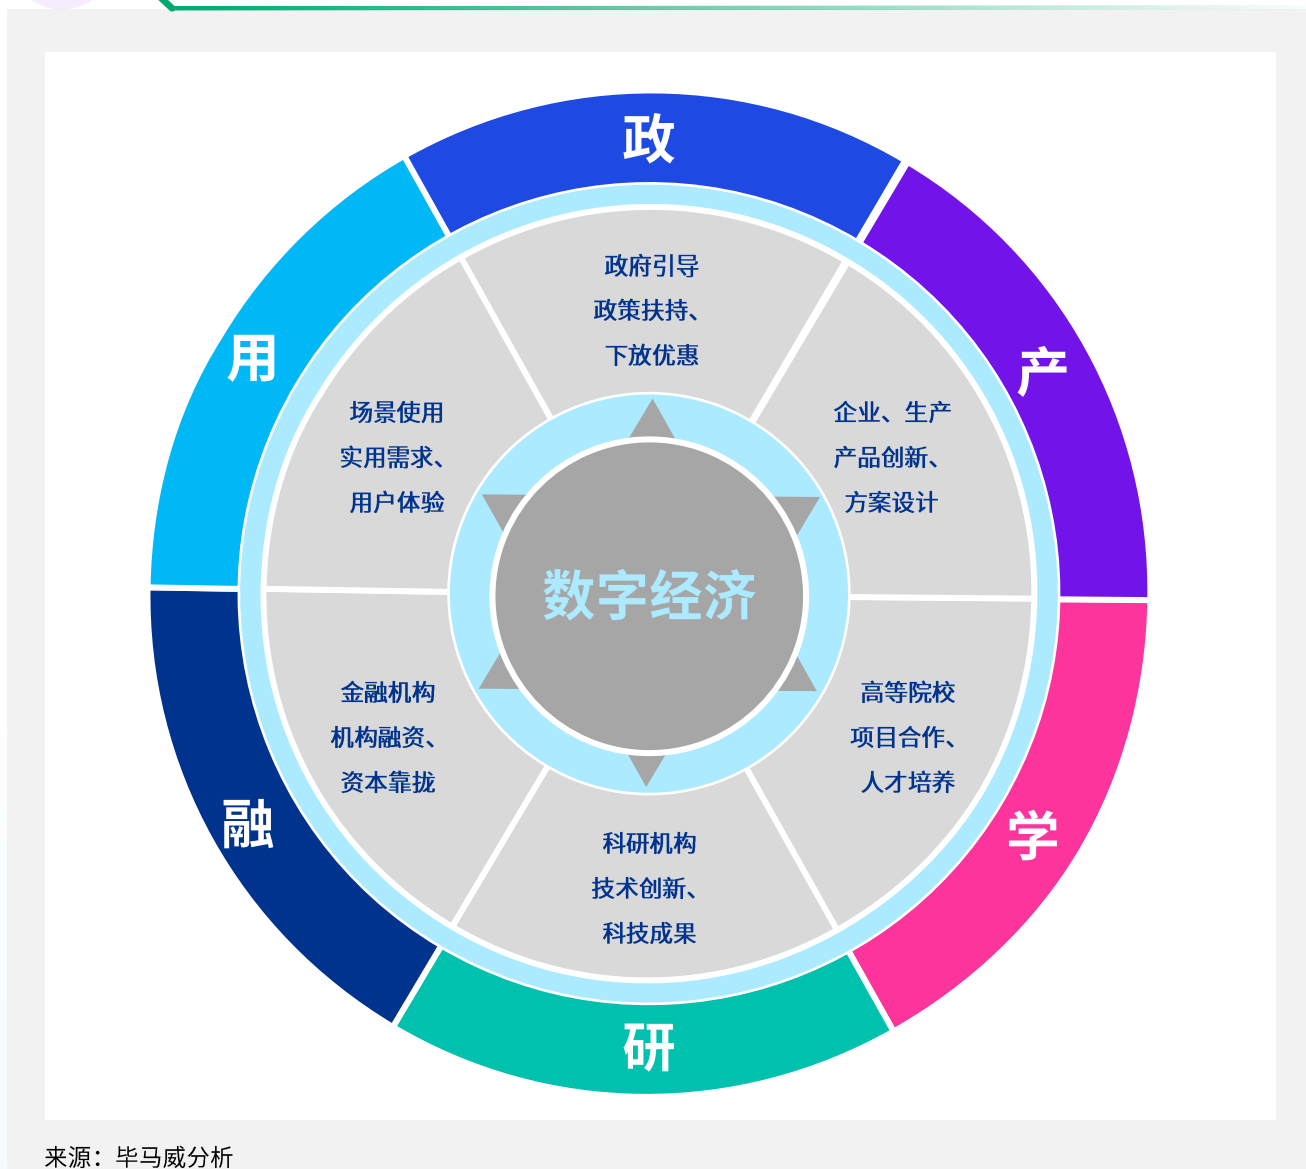 政
政府引导
政策扶持、
下放优惠
产
企业、生产
产品创新、
方案设计
学
高等院校
项目合作、
人才培养
研
科研机构
技术创新、
科技成果
融
金融机构
机构融资、
资本靠拢
用
场景使用
实用需求、
用户体验
数字经济
来源：毕马威分析